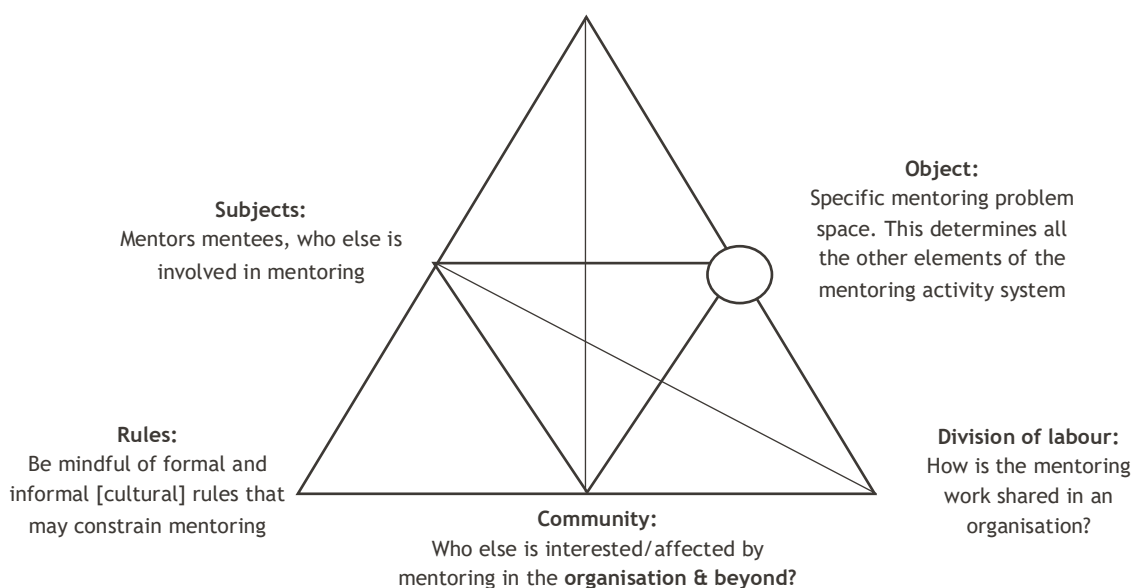 Object:
Specific mentoring problem
space. This determines all
the other elements of the
mentoring activity system
Subjects:
Mentors mentees, who else is
involved in mentoring
Rules:
Be mindful of formal and
informal [cultural] rules that
may constrain mentoring
Division of labour:
How is the mentoring
work shared in an
organisation?
Community:
Who else is interested/affected by
mentoring in the organisation & beyond?